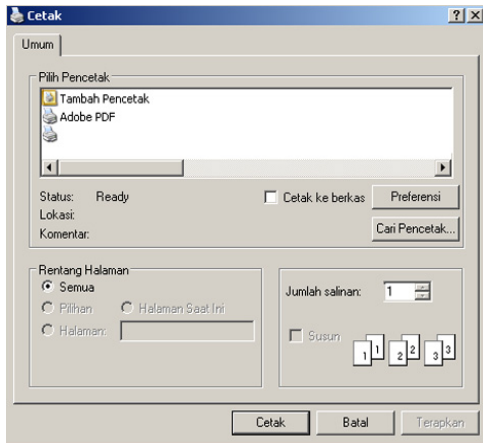 Cetak
Umum
Pilih Pencetak
Tambah Pencetak
Adobe PDF
Status: Ready
Cetak ke berkas
Preferensi
Lokasi:
Komentar:
Cari Pencetak...
Rentang Halaman
Semua
Pilihan
Halaman Saat Ini
Halaman:
Jumlah salinan: 1
Susun
1 1 2 2 3 3
Cetak
Batal
Terapkan